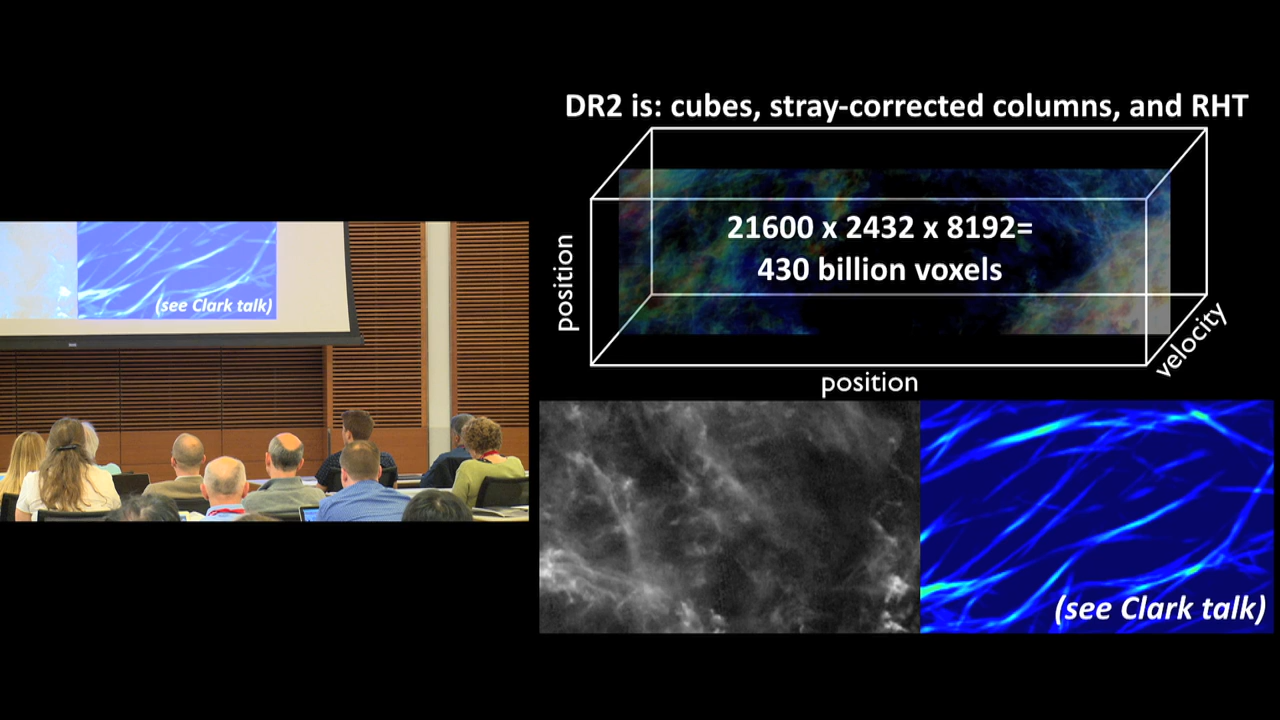 DR2 is: cubes, stray-corrected columns, and RHT
21600 x 2432 x 8192=
430 billion voxels
position
velocity
position
(see Clark talk)
(see Clark talk)